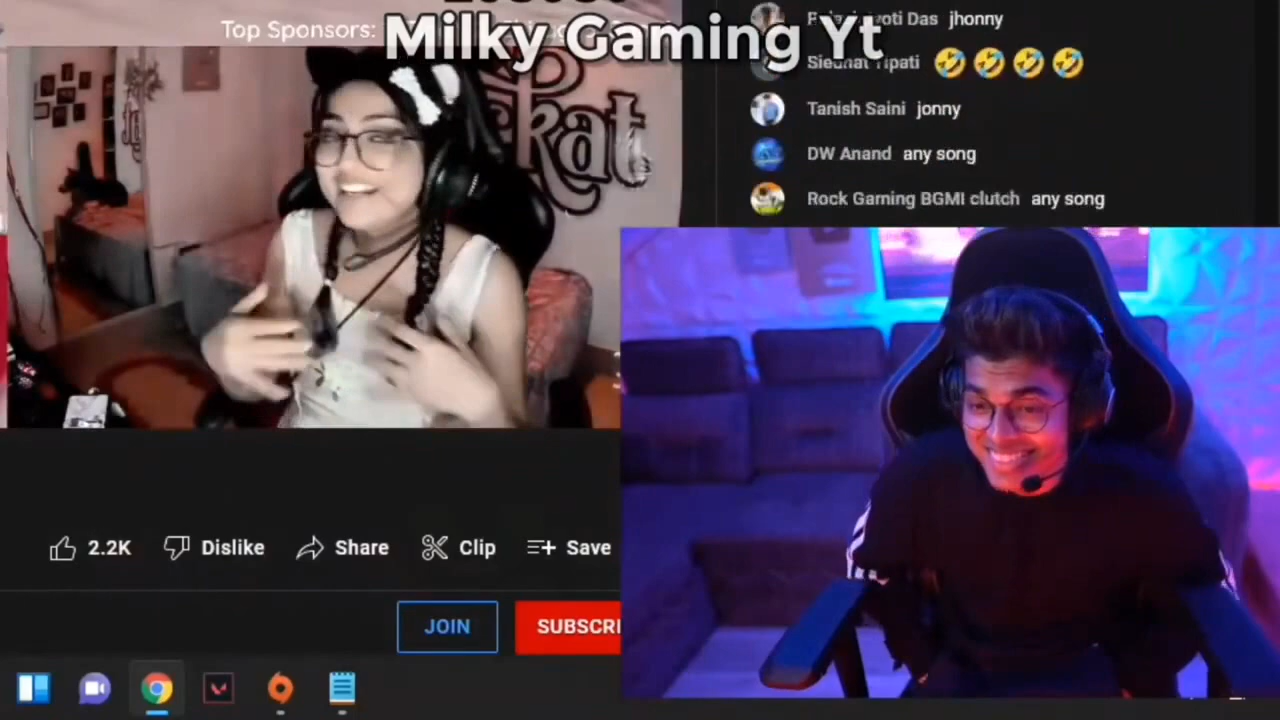 Top Sponsors:
Milky Gaming Yt
jhonny
Tanish Saini jonny
DW Anand any song
Rock Gaming BGMI clutch any song
kat
2.2K
Dislike
Share
Clip
Save
JOIN
SUBSCRI